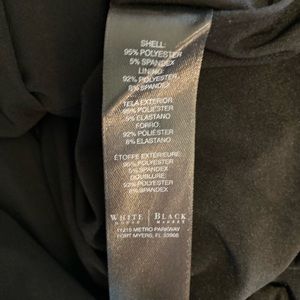 SHELL:
95% POLYESTER
5% SPANDEX
LINING:
92% POLYESTER
8% SPANDEX
TELA EXTERIOR:
95% POLIÉSTER
5% ELASTANO
FORRO:
92% POLIÉSTER
8% ELASTANO
ÉTOFFE EXTÉRIEURE:
95% POLYESTER
5% SPANDEX
DOUBLURE:
92% POLYESTER
8% SPANDEX
WHITE | BLACK
HOUSE MARKET
11215 METRO PARKWAY
FORT MYERS, FL 33966